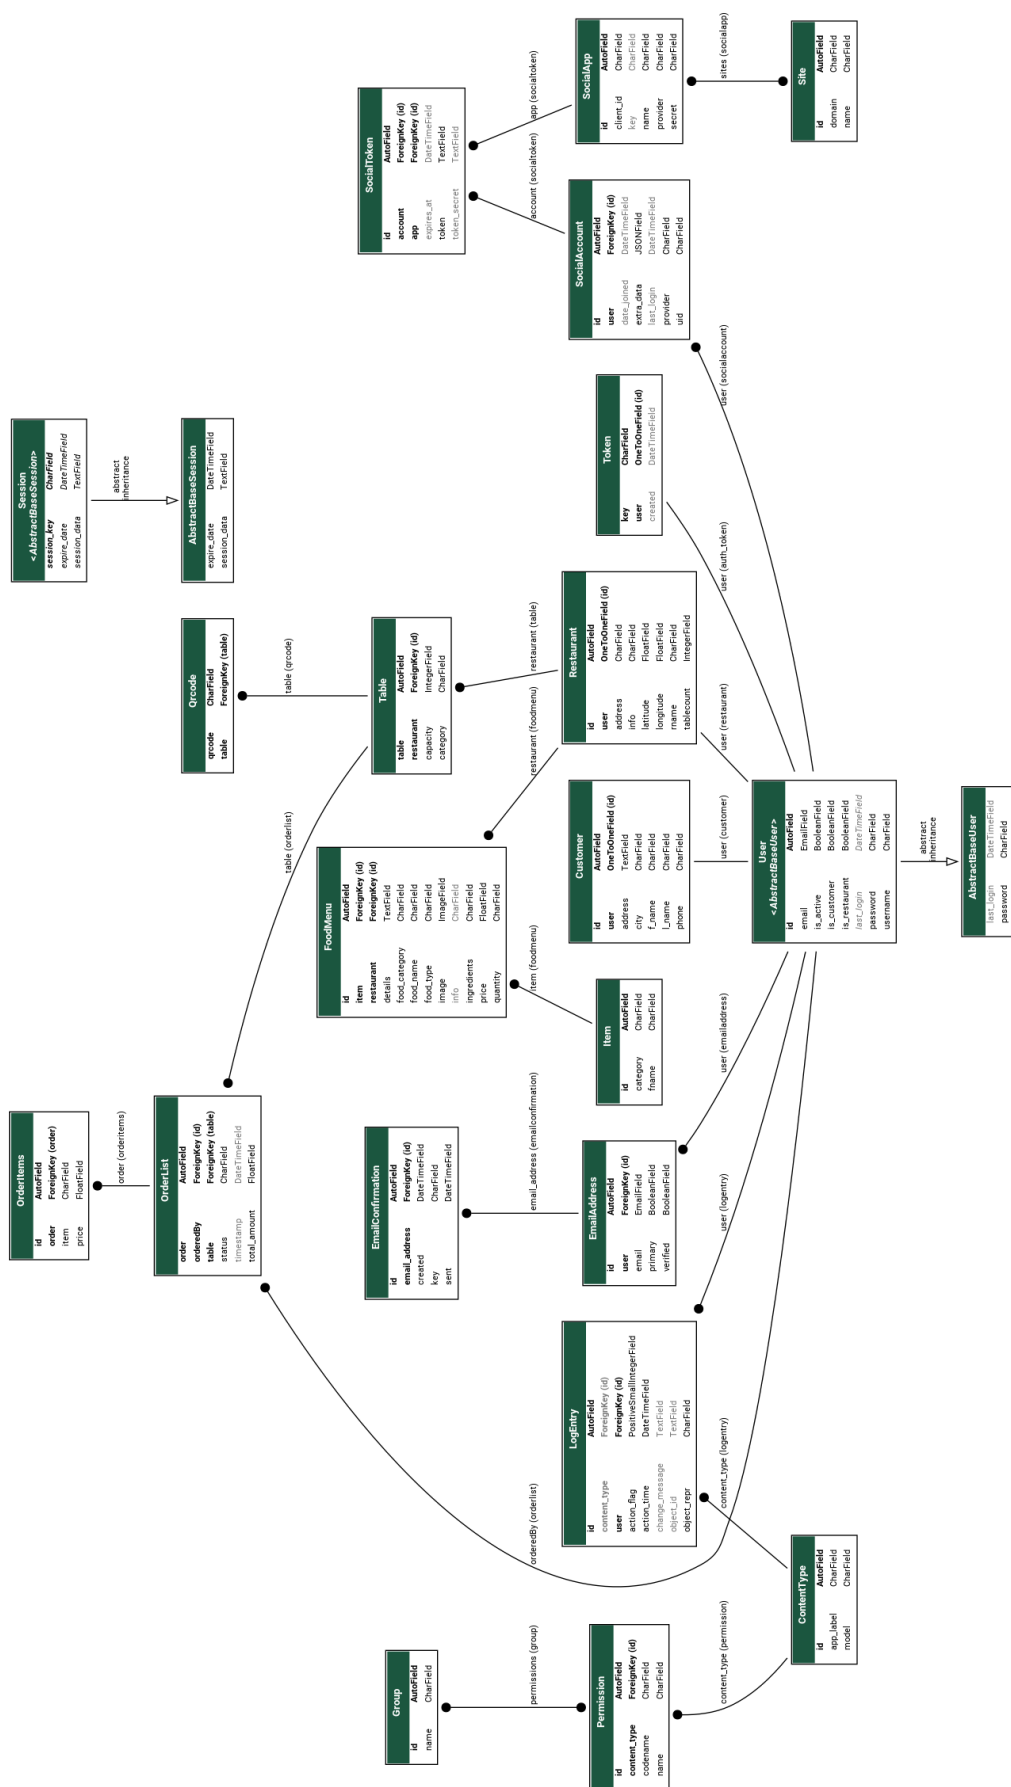 OrderItems
id AutoField
order ForeignKey (order)
item CharField
price FloatField
Session
<AbstractBaseSession>
session_key CharField
expire_date DateTimeField
session_data TextField
order (orderitems)
abstract
inheritance
OrderList
order AutoField
orderedBy ForeignKey (id)
table ForeignKey (table)
status CharField
timestamp DateTimeField
total_amount FloatField
Qrcode
qrcode CharField
table ForeignKey (table)
AbstractBaseSession
expire_date DateTimeField
session_data TextField
table (orderlist)
table (qrcode)
Group
id AutoField
name CharField
EmailConfirmation
id AutoField
email_address ForeignKey (id)
created DateTimeField
key CharField
sent DateTimeField
FoodMenu
id AutoField
item ForeignKey (id)
restaurant ForeignKey (id)
details TextField
food_category CharField
food_name CharField
food_type CharField
image ImageField
info CharField
ingredients CharField
price FloatField
quantity CharField
Table
table AutoField
restaurant ForeignKey (id)
capacity IntegerField
category CharField
SocialToken
id AutoField
account ForeignKey (id)
app ForeignKey (id)
expires_at DateTimeField
token TextField
token_secret TextField
permissions (group)
orderedBy (orderlist)
email_address (emailconfirmation)
item (foodmenu)
restaurant (foodmenu)
restaurant (table)
account (socialtoken)
app (socialtoken)
Permission
id AutoField
content_type ForeignKey (id)
codename CharField
name CharField
LogEntry
id AutoField
content_type ForeignKey (id)
user ForeignKey (id)
action_flag PositiveSmallIntegerField
action_time DateTimeField
change_message TextField
object_id TextField
object_repr CharField
EmailAddress
id AutoField
user ForeignKey (id)
email EmailField
primary BooleanField
verified BooleanField
Item
id AutoField
category CharField
fname CharField
Customer
id AutoField
user OneToOneField (id)
address TextField
city CharField
f_name CharField
l_name CharField
phone CharField
Restaurant
id AutoField
user OneToOneField (id)
address CharField
info CharField
latitude FloatField
longitude FloatField
rname CharField
tablecount IntegerField
Token
key CharField
user OneToOneField (id)
created DateTimeField
SocialAccount
id AutoField
user ForeignKey (id)
date_joined DateTimeField
extra_data JSONField
last_login DateTimeField
provider CharField
uid CharField
SocialApp
id AutoField
client_id CharField
key CharField
name CharField
provider CharField
secret CharField
content_type (permission)
content_type (logentry)
user (logentry)
user (emailaddress)
user (customer)
user (restaurant)
user (auth_token)
user (socialaccount)
sites (socialapp)
ContentType
id AutoField
app_label CharField
model CharField
User
<AbstractBaseUser>
id AutoField
email EmailField
is_active BooleanField
is_customer BooleanField
is_restaurant BooleanField
last_login DateTimeField
password CharField
username CharField
Site
id AutoField
domain CharField
name CharField
abstract
inheritance
AbstractBaseUser
last_login DateTimeField
password CharField